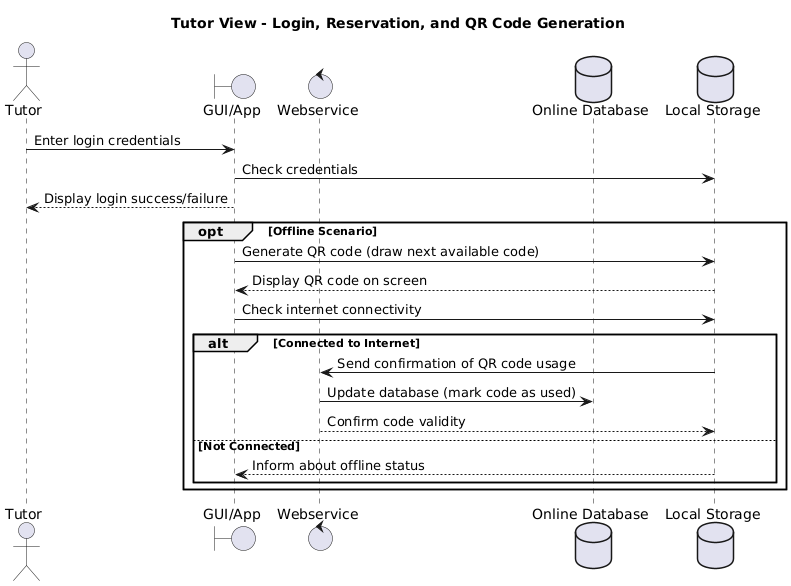 Tutor View - Login, Reservation, and QR Code Generation
Tutor
GUI/App
Webservice
Online Database
Local Storage
Enter login credentials
Check credentials
Display login success/failure
opt
[Offline Scenario]
Generate QR code (draw next available code)
Display QR code on screen
Check internet connectivity
alt
[Connected to Internet]
Send confirmation of QR code usage
Update database (mark code as used)
Confirm code validity
[Not Connected]
Inform about offline status
Tutor
GUI/App
Webservice
Online Database
Local Storage